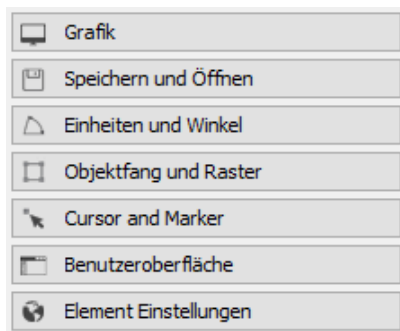 Grafik
Speichern und Öffnen
Einheiten und Winkel
Objektfang und Raster
Cursor and Marker
Benutzeroberfläche
Element Einstellungen